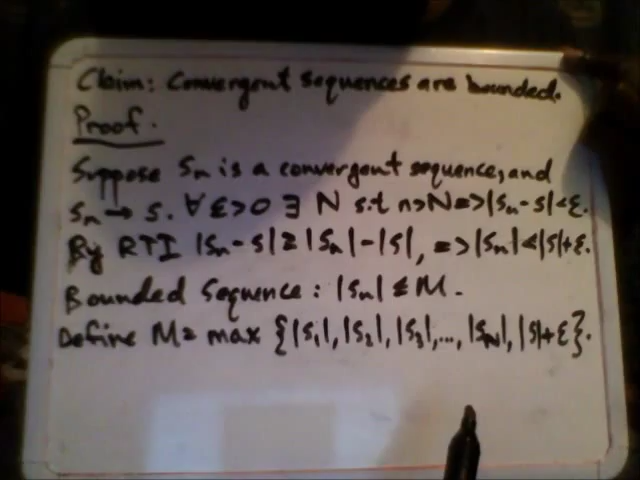 Claim: Convergent sequences are bounded.
Proof.
Suppose Sn is a convergent sequence, and
Sn → S. ∀ ε>0 ∃ N s.t n>N=>|Sn-S|<ε.
By RTI |Sn-S|≥|Sn|-|S|, =>|Sn|<|S|+ε.
Bounded Sequence: |Sn| ≤ M.
Define M= max {|S1|, |S2|, |S3|,..., |SN|, |S|+ε}.